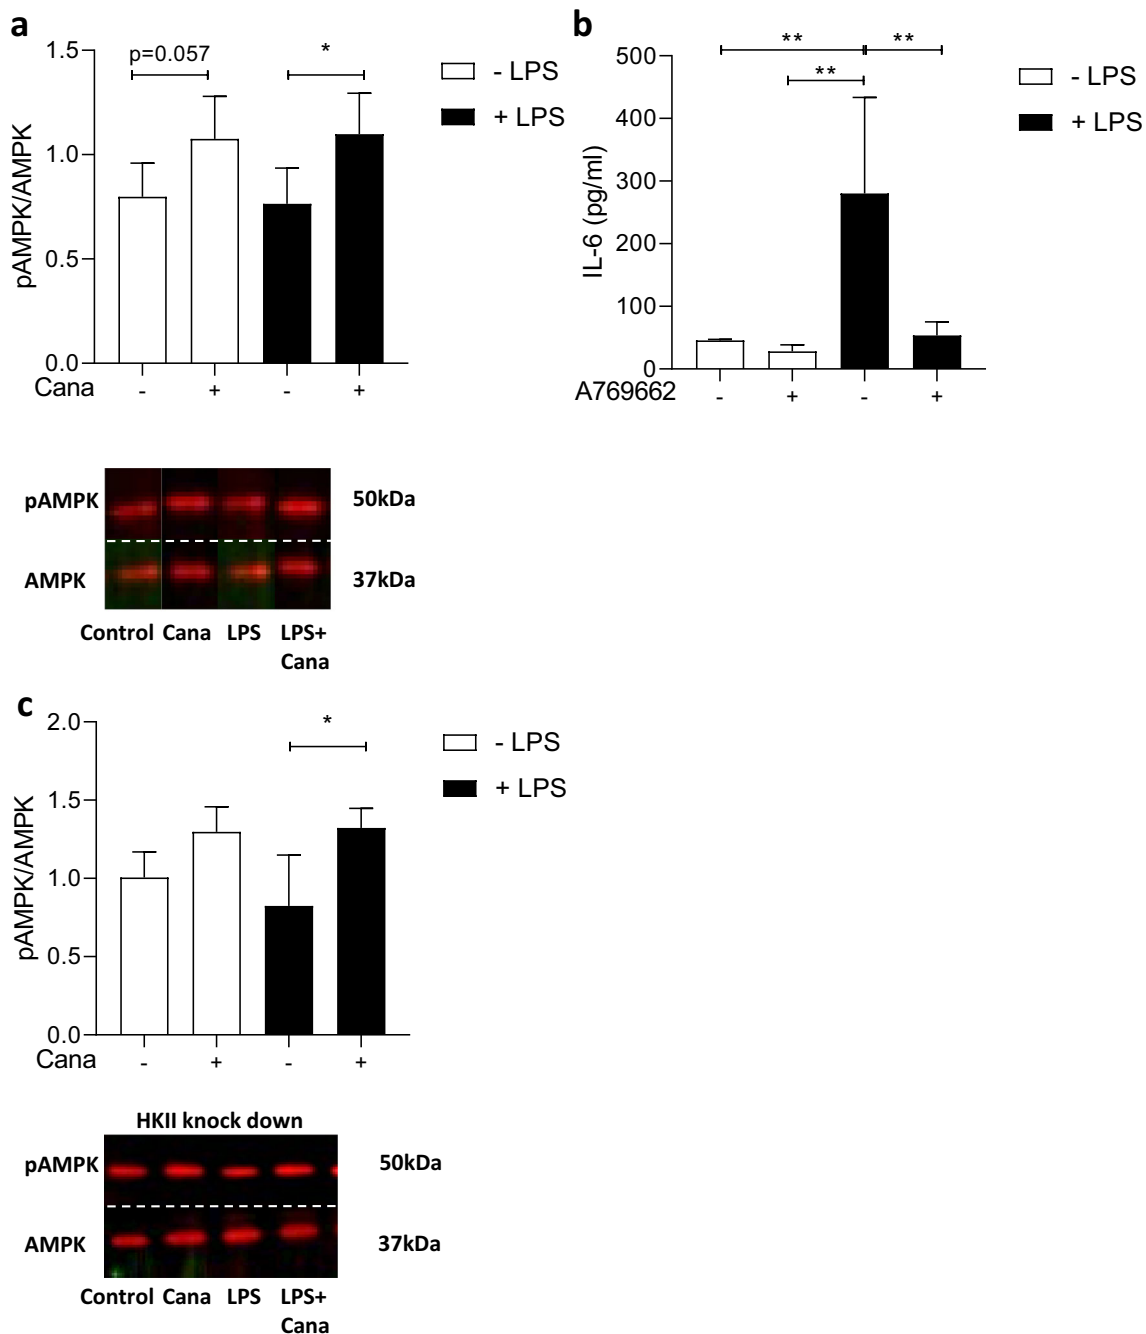 a
1.5
p=0.057
*
1.0
0.5
0.0
pAMPK/AMPK
Cana - + - +
- LPS
+ LPS
b
500
400
300
200
100
0
IL-6 (pg/ml)
** **
**
A769662 - + - +
- LPS
+ LPS
pAMPK 50kDa
AMPK 37kDa
Control Cana LPS LPS+
Cana
c
2.0
*
1.5
1.0
0.5
0.0
pAMPK/AMPK
Cana - + - +
- LPS
+ LPS
HKII knock down
pAMPK 50kDa
AMPK 37kDa
Control Cana LPS LPS+
Cana